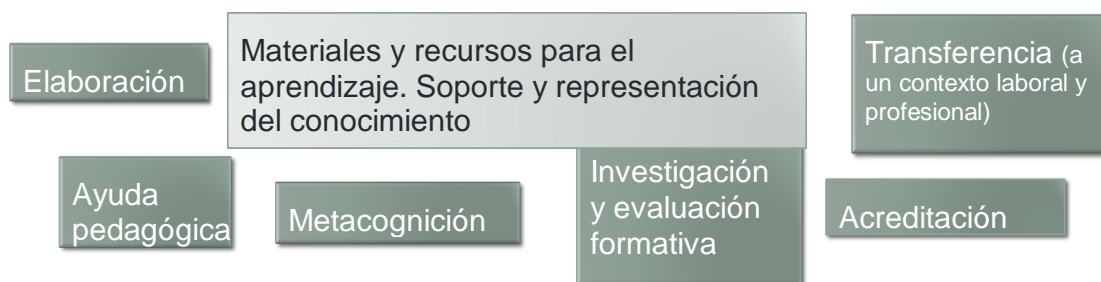 Elaboración
Materiales y recursos para el
aprendizaje. Soporte y representación
del conocimiento
Transferencia (a
un contexto laboral y
profesional)
Ayuda
pedagógica
Metacognición
Investigación
y evaluación
formativa
Acreditación